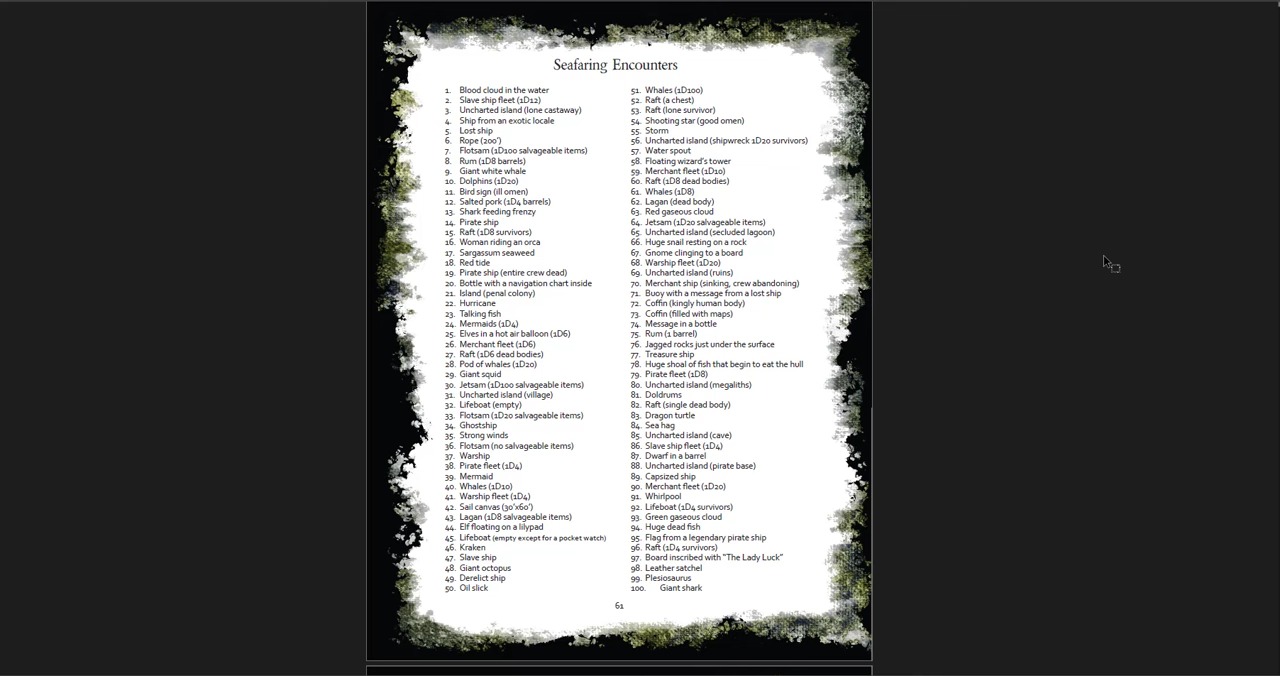 Seafaring Encounters
1. Blood cloud in the water
2. Slave ship fleet (1D12)
3. Uncharted island (lone castaway)
4. Ship from an exotic locale
5. Lost ship
6. Rope (200')
7. Flotsam (1D100 salvageable items)
8. Rum (1D8 barrels)
9. Giant white whale
10. Dolphins (1D20)
11. Bird sign (ill omen)
12. Salted pork (1D4 barrels)
13. Shark feeding frenzy
14. Pirate ship
15. Raft (1D8 survivors)
16. Woman riding an orca
17. Sargassum seaweed
18. Red tide
19. Pirate ship (entire crew dead)
20. Bottle with a navigation chart inside
21. Island (penal colony)
22. Hurricane
23. Talking fish
24. Mermaids (1D4)
25. Elves in a hot air balloon (1D6)
26. Merchant fleet (1D6)
27. Raft (1D6 dead bodies)
28. Pod of whales (1D20)
29. Giant squid
30. Jetsam (1D100 salvageable items)
31. Uncharted island (village)
32. Lifeboat (empty)
33. Flotsam (1D20 salvageable items)
34. Ghostship
35. Strong winds
36. Flotsam (no salvageable items)
37. Warship
38. Pirate fleet (1D4)
39. Mermaid
40. Whales (1D10)
41. Warship fleet (1D4)
42. Sail canvas (30'x60')
43. Lagan (1D8 salvageable items)
44. Elf floating on a lilypad
45. Lifeboat (empty except for a pocket watch)
46. Kraken
47. Slave ship
48. Giant octopus
49. Derelict ship
50. Oil slick
51. Whales (1D100)
52. Raft (a chest)
53. Raft (lone survivor)
54. Shooting star (good omen)
55. Storm
56. Uncharted island (shipwreck 1D20 survivors)
57. Water spout
58. Floating wizard's tower
59. Merchant fleet (1D10)
60. Raft (1D8 dead bodies)
61. Whales (1D8)
62. Lagan (dead body)
63. Red gaseous cloud
64. Jetsam (1D20 salvageable items)
65. Uncharted island (secluded lagoon)
66. Huge snail resting on a rock
67. Gnome clinging to a board
68. Warship fleet (1D20)
69. Uncharted island (ruins)
70. Merchant ship (sinking, crew abandoning)
71. Buoy with a message from a lost ship
72. Coffin (kingly human body)
73. Coffin (filled with maps)
74. Message in a bottle
75. Rum (1 barrel)
76. Jagged rocks just under the surface
77. Treasure ship
78. Huge shoal of fish that begin to eat the hull
79. Pirate fleet (1D8)
80. Uncharted island (megaliths)
81. Doldrums
82. Raft (single dead body)
83. Dragon turtle
84. Sea hag
85. Uncharted island (cave)
86. Slave ship fleet (1D4)
87. Dwarf in a barrel
88. Uncharted island (pirate base)
89. Capsized ship
90. Merchant fleet (1D20)
91. Whirlpool
92. Lifeboat (1D4 survivors)
93. Green gaseous cloud
94. Huge dead fish
95. Flag from a legendary pirate ship
96. Raft (1D4 survivors)
97. Board inscribed with "The Lady Luck"
98. Leather satchel
99. Plesiosaurus
100. Giant shark
61